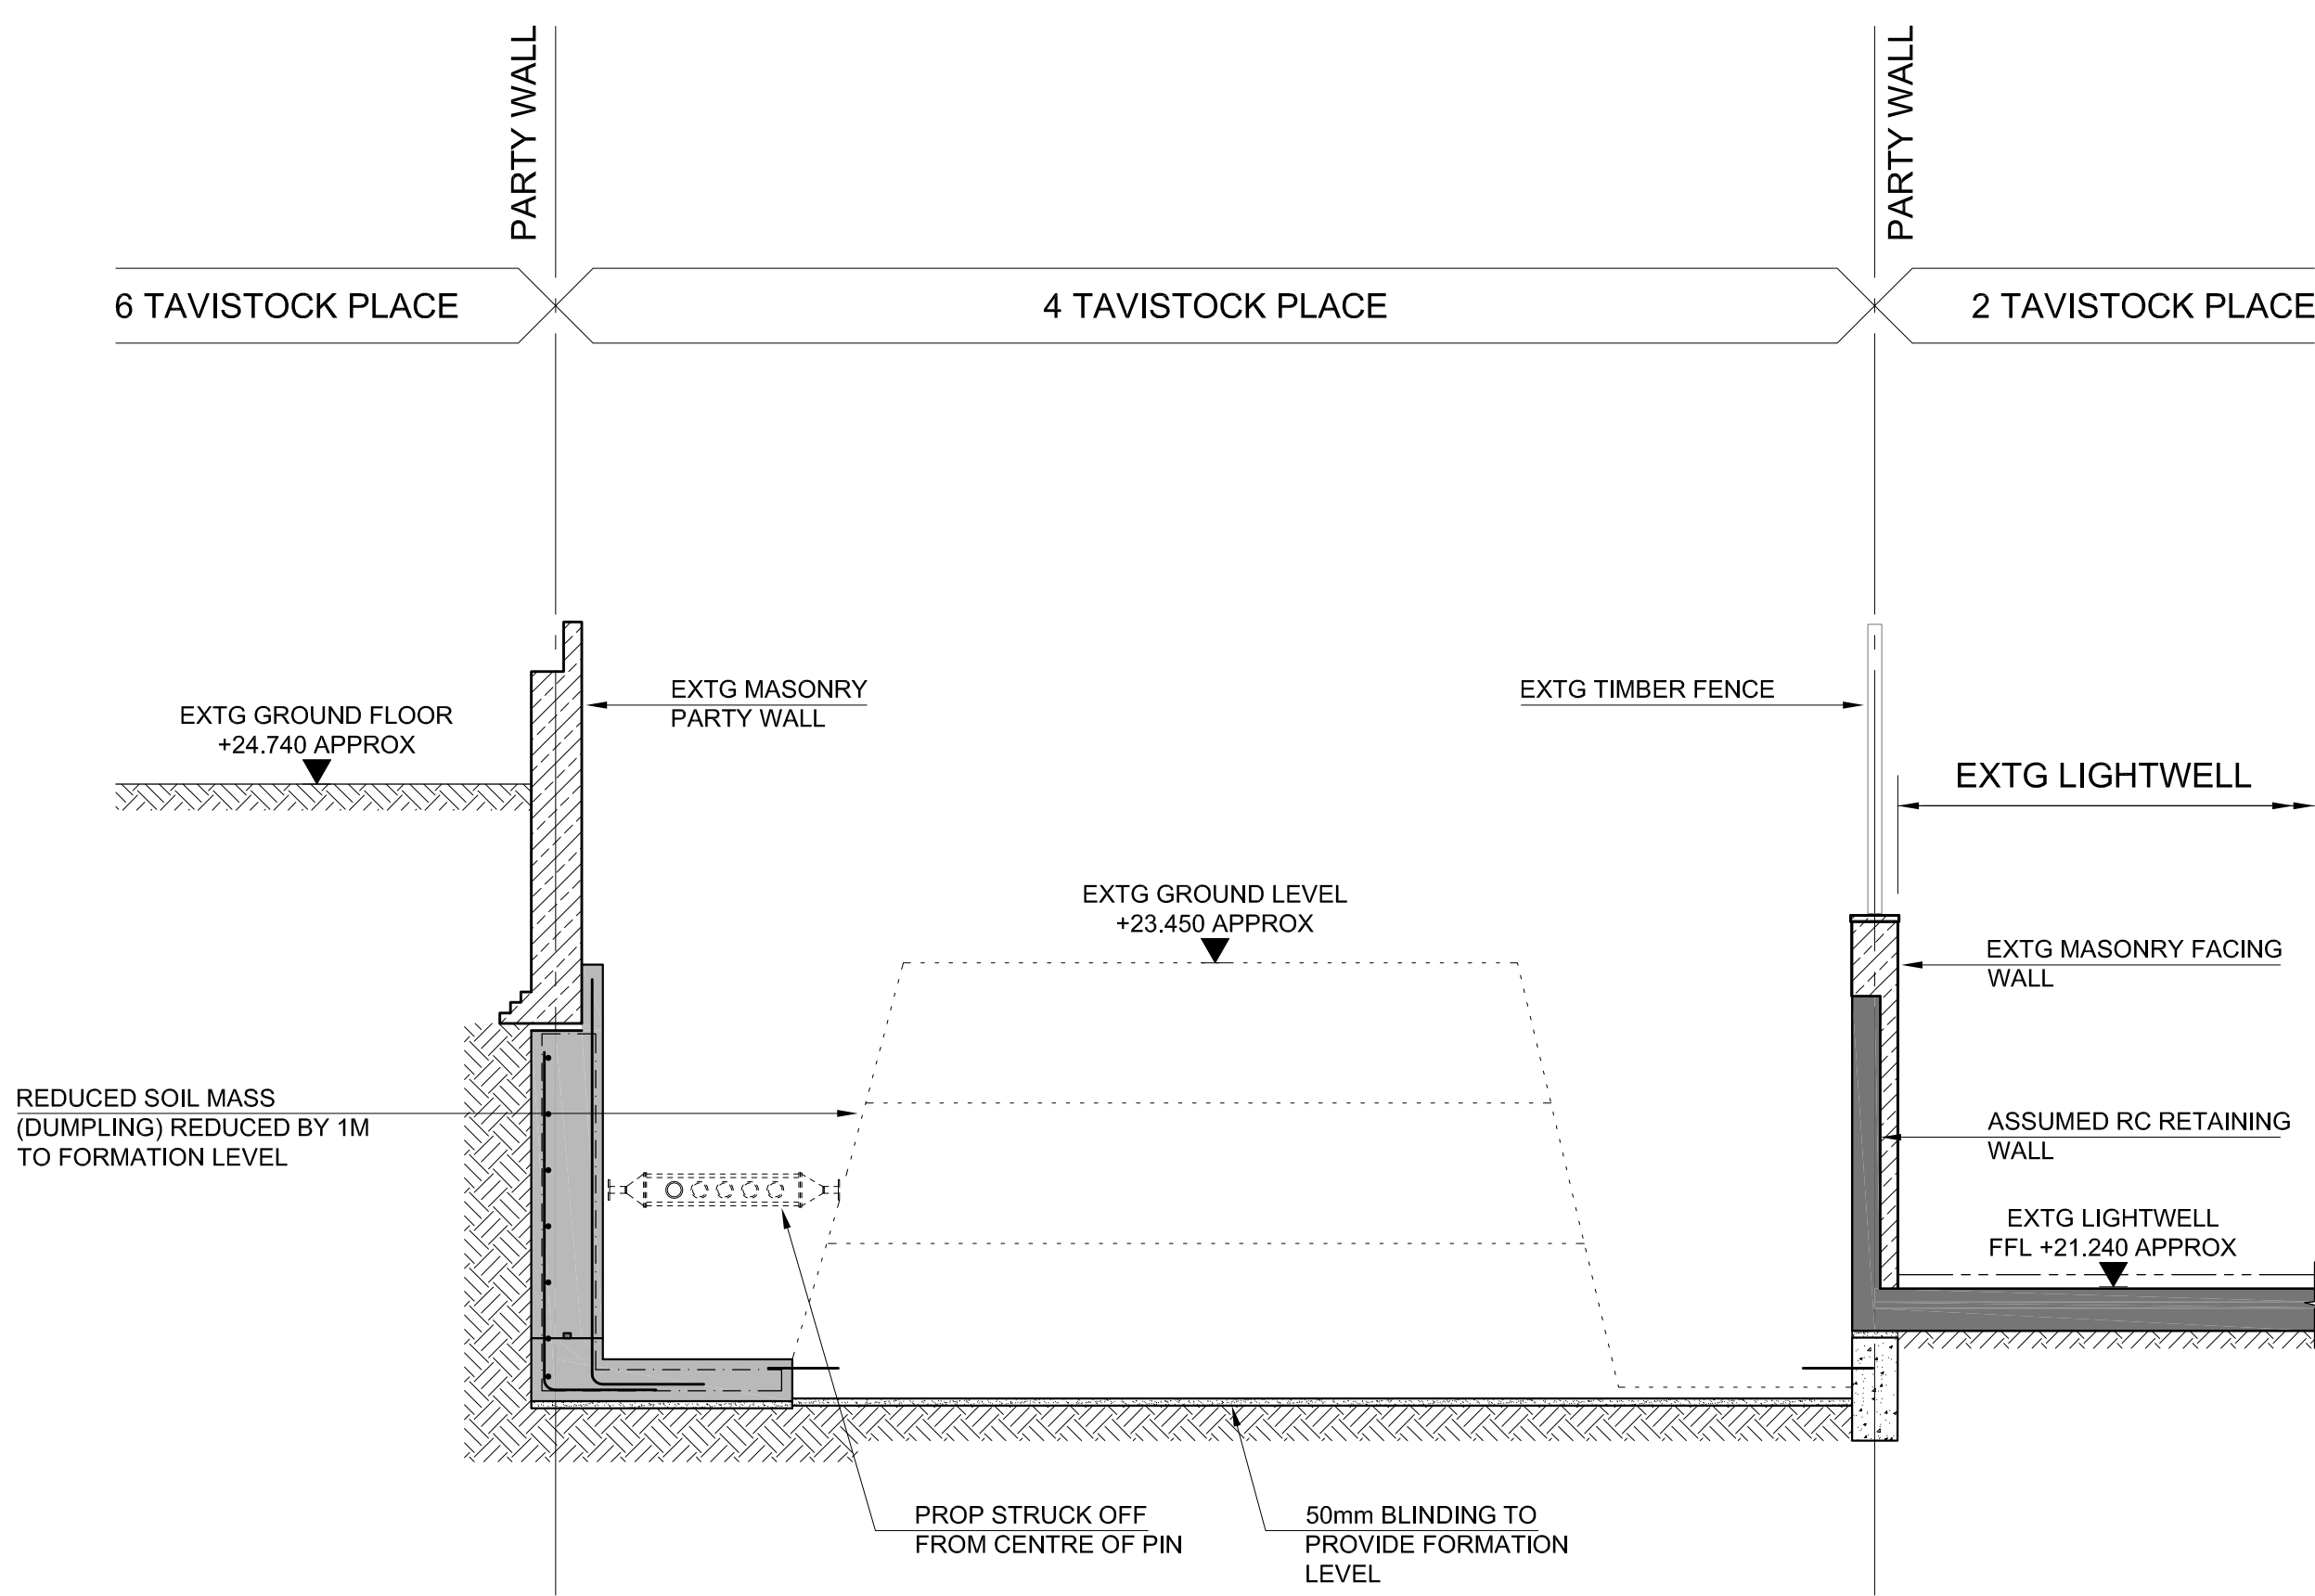 PARTY WALL
PARTY WALL
6 TAVISTOCK PLACE
4 TAVISTOCK PLACE
2 TAVISTOCK PLACE
EXTG MASONRY
PARTY WALL
EXTG TIMBER FENCE
EXTG GROUND FLOOR
+24.740 APPROX
EXTG LIGHTWELL
EXTG GROUND LEVEL
+23.450 APPROX
EXTG MASONRY FACING
WALL
REDUCED SOIL MASS
(DUMPLING) REDUCED BY 1M
TO FORMATION LEVEL
ASSUMED RC RETAINING
WALL
EXTG LIGHTWELL
FFL +21.240 APPROX
PROP STRUCK OFF
FROM CENTRE OF PIN
50mm BLINDING TO
PROVIDE FORMATION
LEVEL